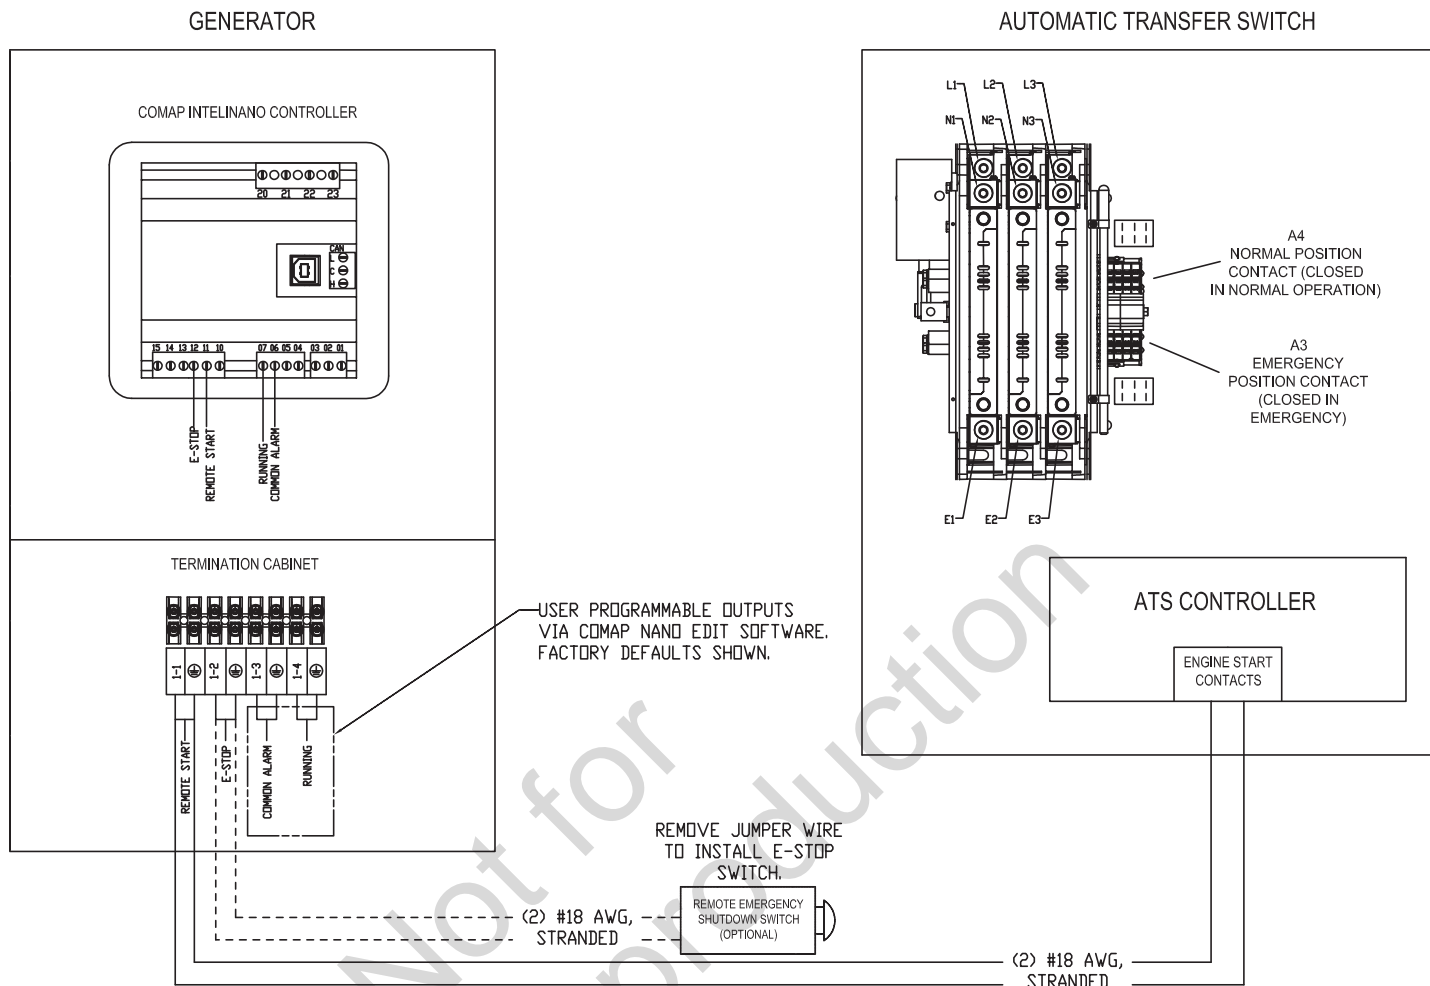 GENERATOR
COMAP INTELINANO CONTROLLER
20 21 22 23
CAN
L
C
H
15 14 13 12 11 10
07 06 05 04
03 02 01
E-STOP
REMOTE START
RUNNING
COMMON ALARM
TERMINATION CABINET
1-1
1-2
1-3
1-4
REMOTE START
E-STOP
COMMON ALARM
RUNNING
USER PROGRAMMABLE OUTPUTS
VIA COMAP NANO EDIT SOFTWARE.
FACTORY DEFAULTS SHOWN.
REMOVE JUMPER WIRE
TO INSTALL E-STOP
SWITCH.
REMOTE EMERGENCY
SHUTDOWN SWITCH
(OPTIONAL)
(2) #18 AWG,
STRANDED
AUTOMATIC TRANSFER SWITCH
L1 L2 L3
N1 N2 N3
A4
NORMAL POSITION
CONTACT (CLOSED
IN NORMAL OPERATION)
A3
EMERGENCY
POSITION CONTACT
(CLOSED IN
EMERGENCY)
E1 E2 E3
ATS CONTROLLER
ENGINE START
CONTACTS
(2) #18 AWG,
STRANDED
Not for
production